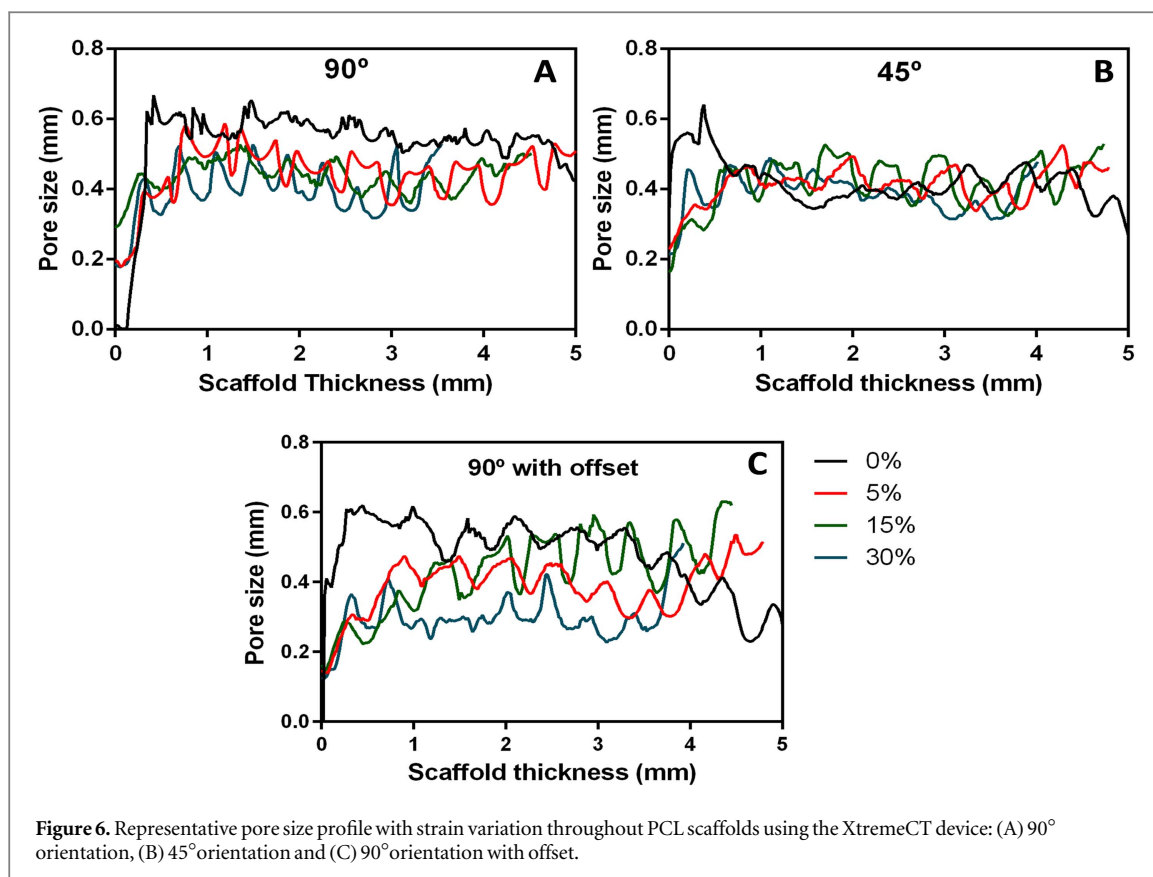 90º
A
Pore size (mm)
0.8
0.6
0.4
0.2
0.0
0 1 2 3 4 5
Scaffold Thickness (mm)
45º
B
Pore size (mm)
0.8
0.6
0.4
0.2
0.0
0 1 2 3 4 5
Scaffold thickness (mm)
90º with offset
C
Pore size (mm)
0.8
0.6
0.4
0.2
0.0
0 1 2 3 4 5
Scaffold thickness (mm)
0%
5%
15%
30%
Figure 6. Representative pore size profile with strain variation throughout PCL scaffolds using the XtremeCT device: (A) 90°
orientation, (B) 45°orientation and (C) 90°orientation with offset.